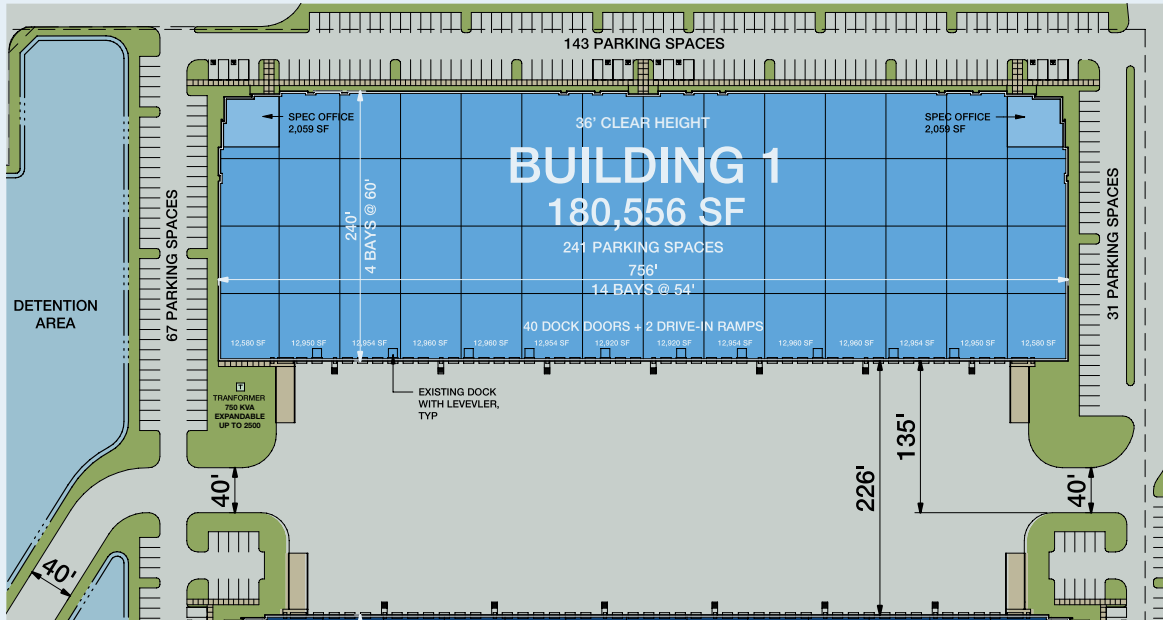 143 PARKING SPACES
SPEC OFFICE
2,059 SF
36' CLEAR HEIGHT
SPEC OFFICE
2,059 SF
BUILDING 1
180,556 SF
241 PARKING SPACES
756'
14 BAYS @ 54'
240'
4 BAYS @ 60'
67 PARKING SPACES
31 PARKING SPACES
DETENTION
AREA
40 DOCK DOORS + 2 DRIVE-IN RAMPS
12,580 SF 12,950 SF 12,954 SF 12,960 SF 12,960 SF 12,954 SF 12,920 SF 12,920 SF 12,954 SF 12,960 SF 12,960 SF 12,954 SF 12,950 SF 12,580 SF
T
TRANFORMER
750 KVA
EXPANDABLE
UP TO 2500
EXISTING DOCK
WITH LEVEVLER,
TYP
135'
226'
40'
40'
40'